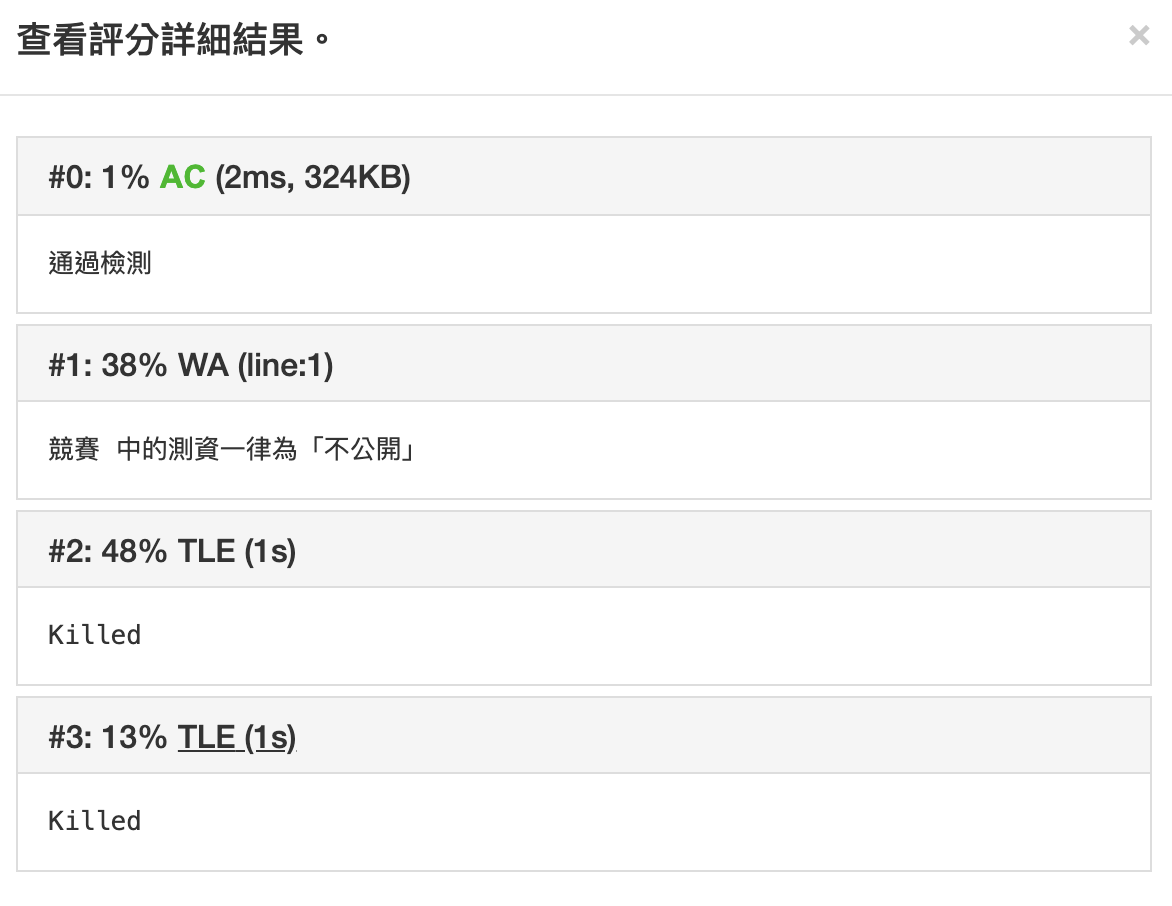 查看評分詳細結果。
×
#0: 1% AC (2ms, 324KB)
通過檢測
#1: 38% WA (line:1)
競賽 中的測資一律為「不公開」
#2: 48% TLE (1s)
Killed
#3: 13% TLE (1s)
Killed